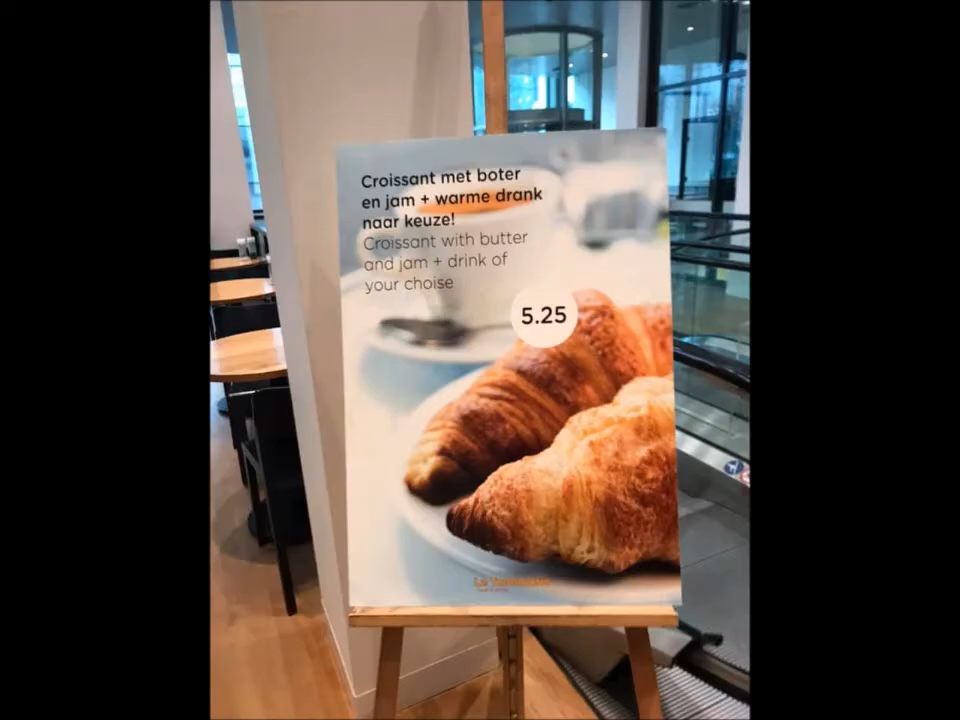 Croissant met boter
en jam + warme drank
naar keuze!
Croissant with butter
and jam + drink of
your choise
5.25